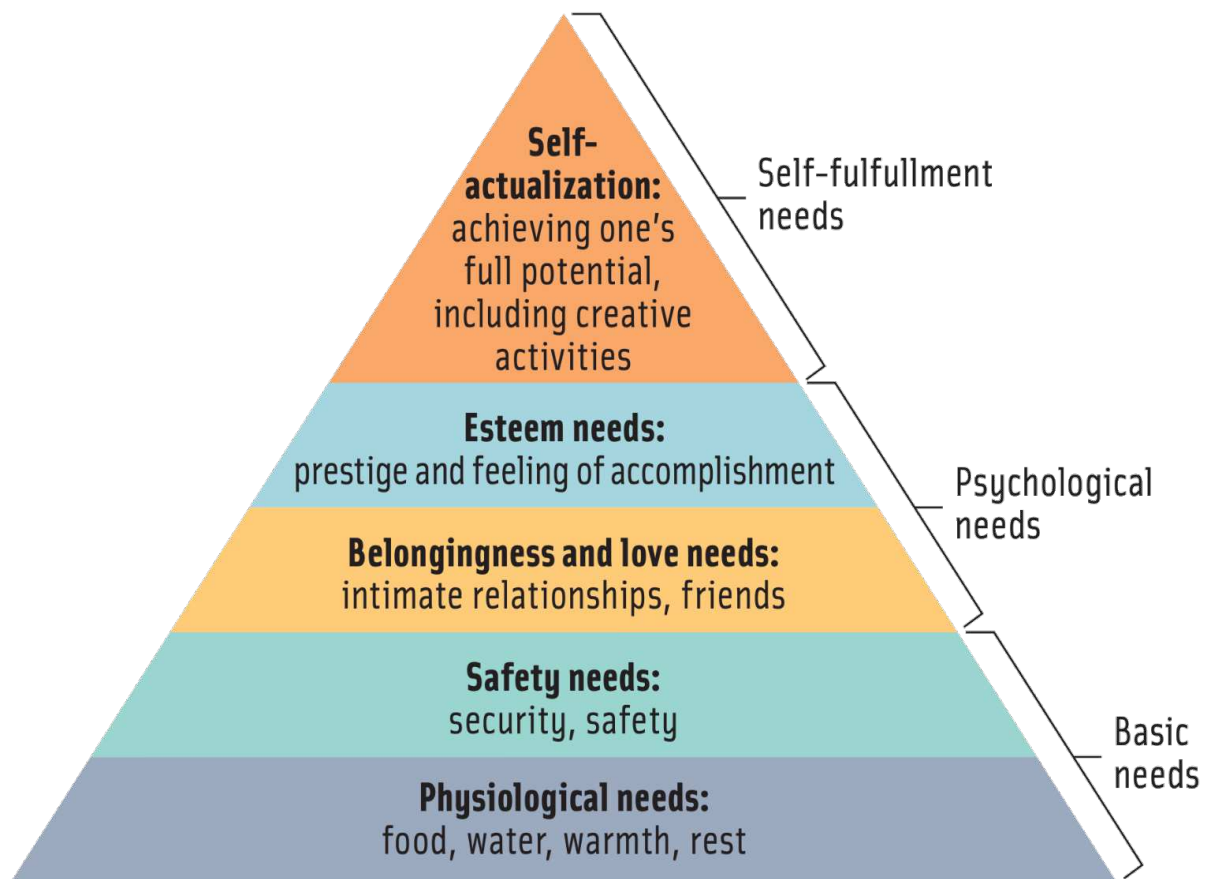 Self-
actualization:
achieving one's
full potential,
including creative
activities
Self-fulfullment
needs
Esteem needs:
prestige and feeling of accomplishment
Psychological
needs
Belongingness and love needs:
intimate relationships, friends
Safety needs:
security, safety
Basic
needs
Physiological needs:
food, water, warmth, rest